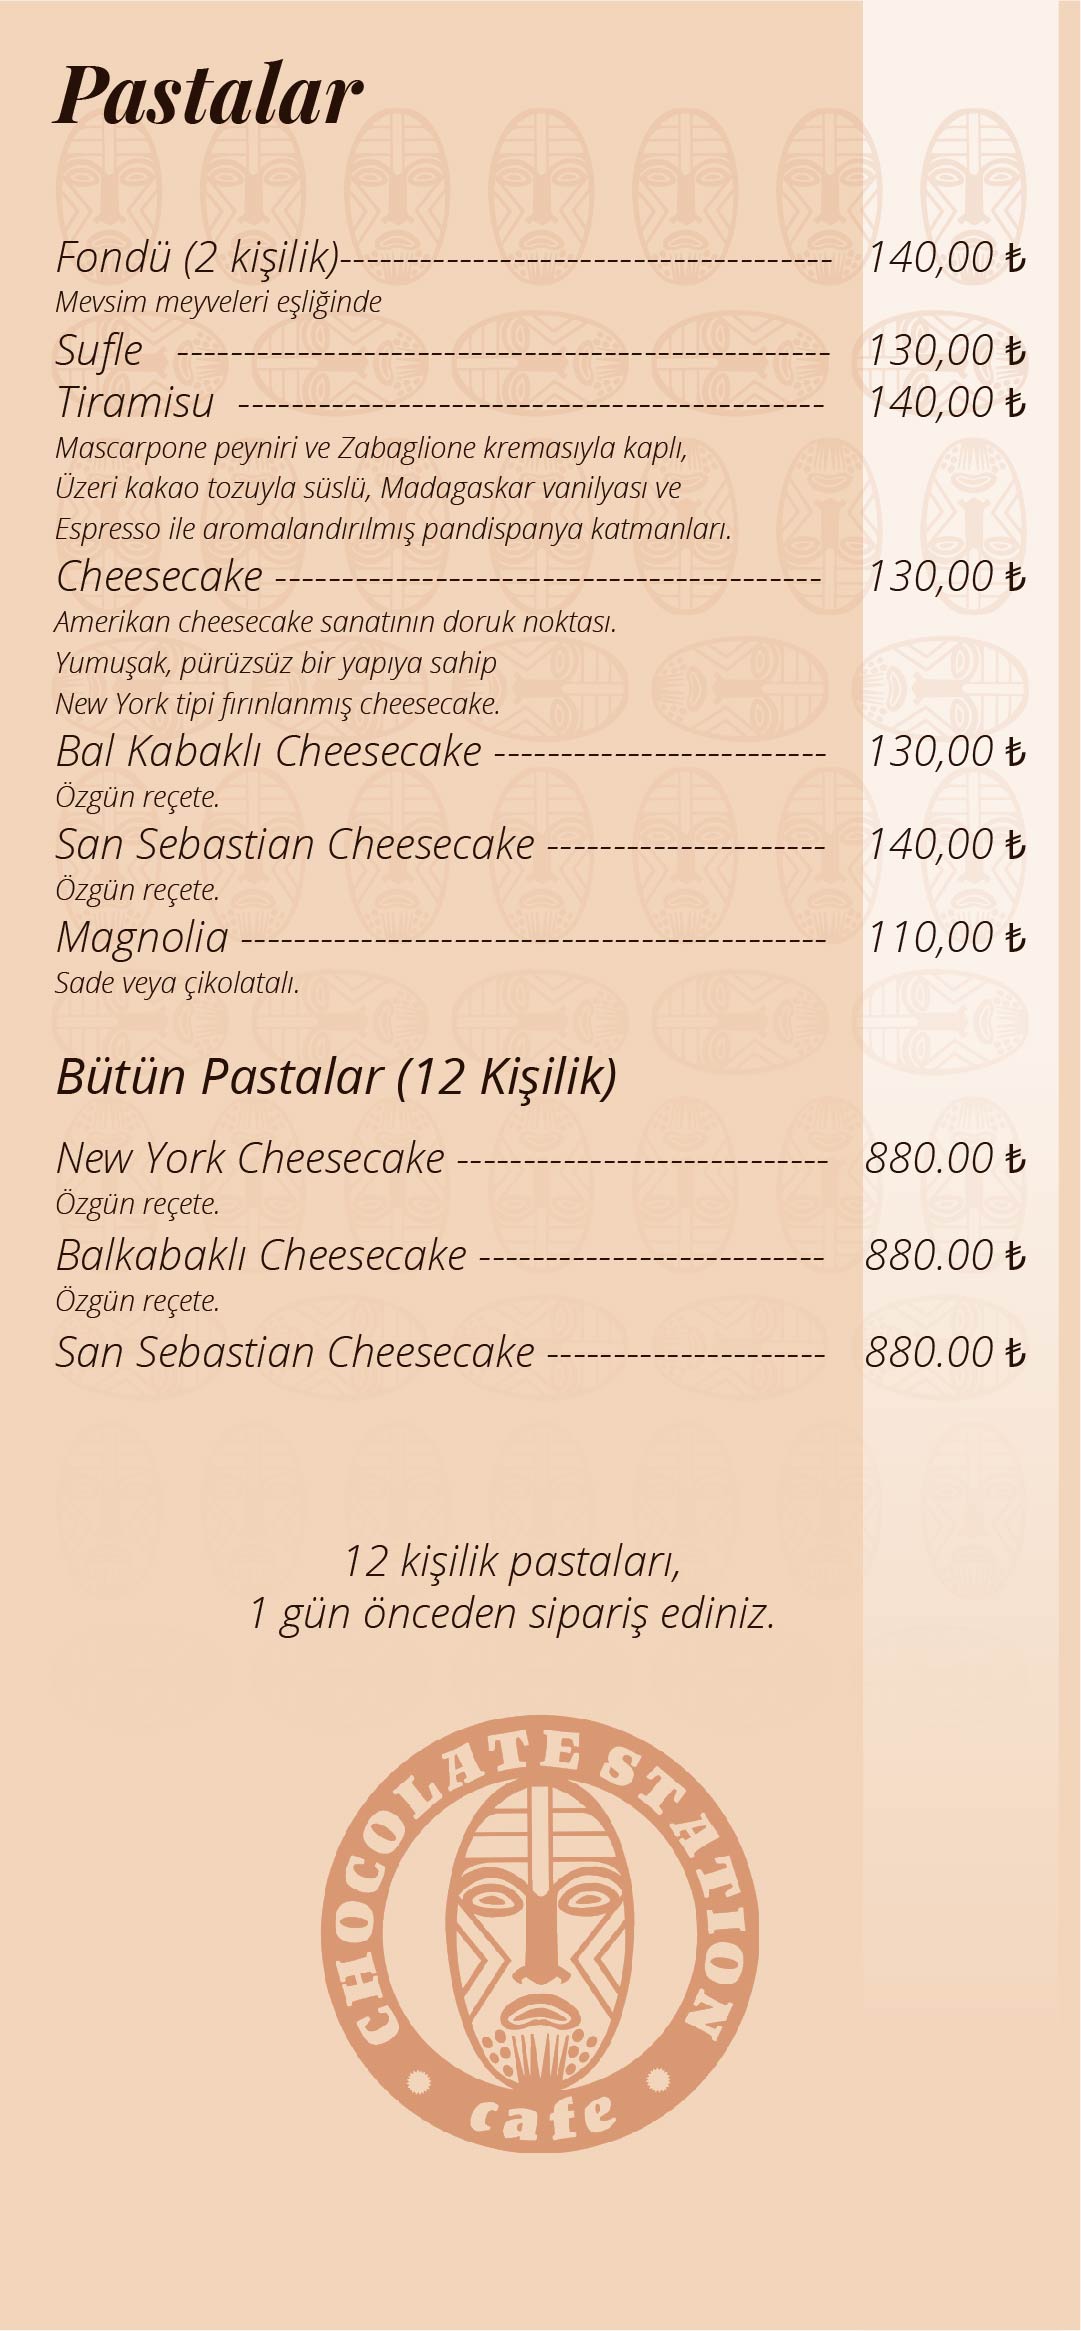 Pastalar
Fondü (2 kişilik)------------------------------------- 140,00 ₺
Mevsim meyveleri eşliğinde
Sufle ------------------------------------------------- 130,00 ₺
Tiramisu -------------------------------------------- 140,00 ₺
Mascarpone peyniri ve Zabaglione kremasıyla kaplı,
Üzeri kakao tozuyla süslü, Madagaskar vanilyası ve
Espresso ile aromalandırılmış pandispanya katmanları.
Cheesecake ----------------------------------------- 130,00 ₺
Amerikan cheesecake sanatının doruk noktası.
Yumuşak, pürüzsüz bir yapıya sahip
New York tipi fırınlanmış cheesecake.
Bal Kabaklı Cheesecake ------------------------- 130,00 ₺
Özgün reçete.
San Sebastian Cheesecake --------------------- 140,00 ₺
Özgün reçete.
Magnolia -------------------------------------------- 110,00 ₺
Sade veya çikolatalı.
Bütün Pastalar (12 Kişilik)
New York Cheesecake ---------------------------- 880.00 ₺
Özgün reçete.
Balkabaklı Cheesecake -------------------------- 880.00 ₺
Özgün reçete.
San Sebastian Cheesecake --------------------- 880.00 ₺
12 kişilik pastaları,
1 gün önceden sipariş ediniz.
CHOCOLATE STATION
cafe